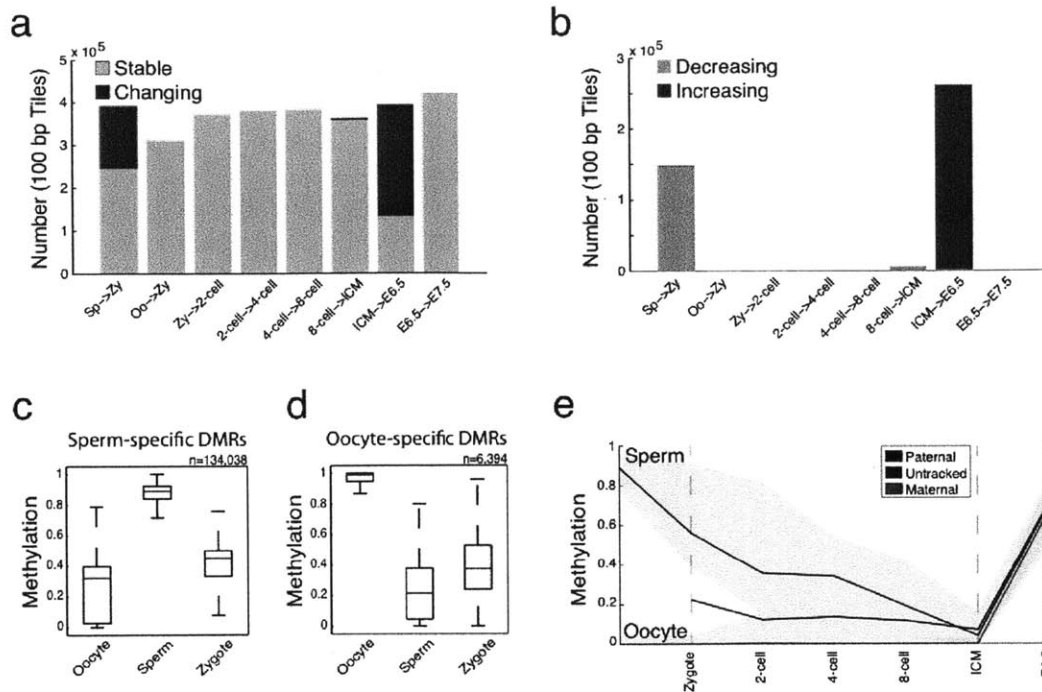 a
x 10⁵
Stable
Changing
Number (100 bp Tiles)
5
4
3
2
1
0
Sp-->Zy
Oo-->Zy
Zy-->2-cell
2-cell-->4-cell
4-cell-->8-cell
8-cell-->ICM
ICM-->E6.5
E6.5-->E7.5
b
x 10⁵
Decreasing
Increasing
Number (100 bp Tiles)
3
2
1
0
Sp-->Zy
Oo-->Zy
Zy-->2-cell
2-cell-->4-cell
4-cell-->8-cell
8-cell-->ICM
ICM-->E6.5
E6.5-->E7.5
c
Sperm-specific DMRs
n=134,038
Methylation
1
0.8
0.6
0.4
0.2
0
Oocyte
Sperm
Zygote
d
Oocyte-specific DMRs
n=6,394
Methylation
1
0.8
0.6
0.4
0.2
0
Oocyte
Sperm
Zygote
e
Sperm
Oocyte
Paternal
Untracked
Maternal
Methylation
1
0.8
0.6
0.4
0.2
0
Zygote
2-cell
4-cell
8-cell
ICM